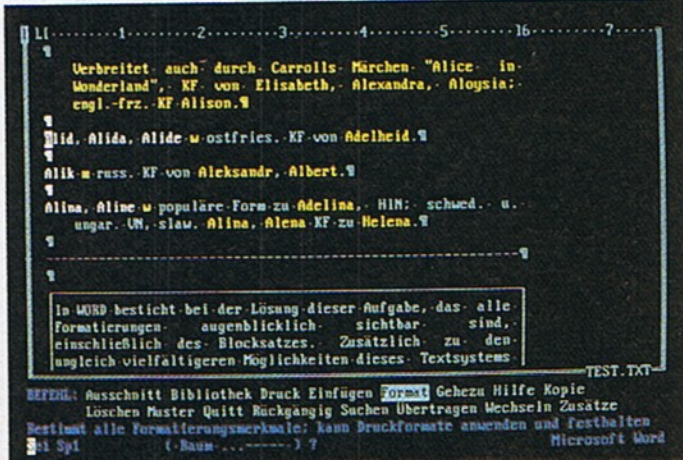 L[·········1·········2·········3·········4·········5·········]6·········7·····
¶
Verbreitet· auch· durch· Carrolls· Märchen· "Alice· in·
Wonderland",· KF· von· Elisabeth,· Alexandra,· Aloysia;·
engl.-frz.·KF·Alison.¶
¶
Alid,·Alida,·Alide·w·ostfries.·KF·von·Adelheid.¶
¶
Alik·m·russ.·KF·von·Aleksandr,·Albert.¶
¶
Alina,·Aline·w·populäre·Form·zu·Adelina,·HIN;·schwed.·u.·
ungar.·VN,·slaw.·Alina,·Alena·KF·zu·Helena.¶
¶
---------------------------------------------------------¶
¶
In·WORD·besticht·bei·der·Lösung·dieser·Aufgabe,·das·alle·
Formatierungen· augenblicklich· sichtbar· sind,·
einschließlich· des· Blocksatzes.· Zusätzlich· zu· den·
ungleich·vielfältigeren·Möglichkeiten·dieses·Textsystems
TEST.TXT
BEFEHL: Ausschnitt Bibliothek Druck Einfügen Format Gehezu Hilfe Kopie
Löschen Muster Quitt Rückgängig Suchen Übertragen Wechseln Zusätze
Bestimmt alle Formatierungsmerkmale; kann Druckformate anwenden und festhalten
Se1 Sp1 (·Baum·...------) ? Microsoft Word